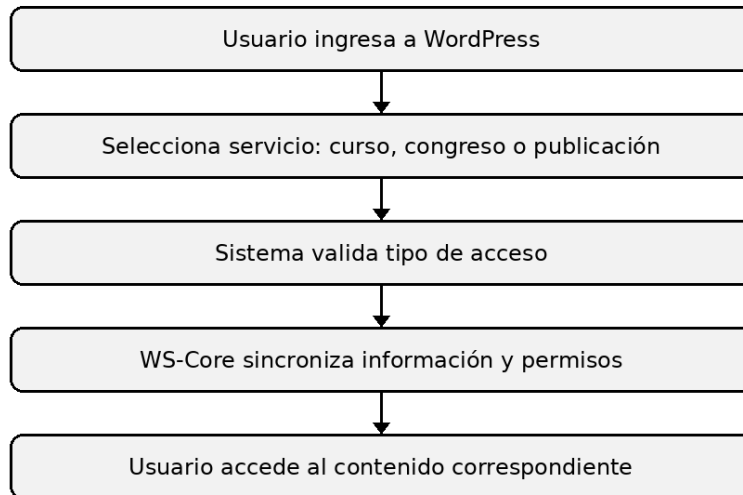 Usuario ingresa a WordPress
Selecciona servicio: curso, congreso o publicación
Sistema valida tipo de acceso
WS-Core sincroniza información y permisos
Usuario accede al contenido correspondiente